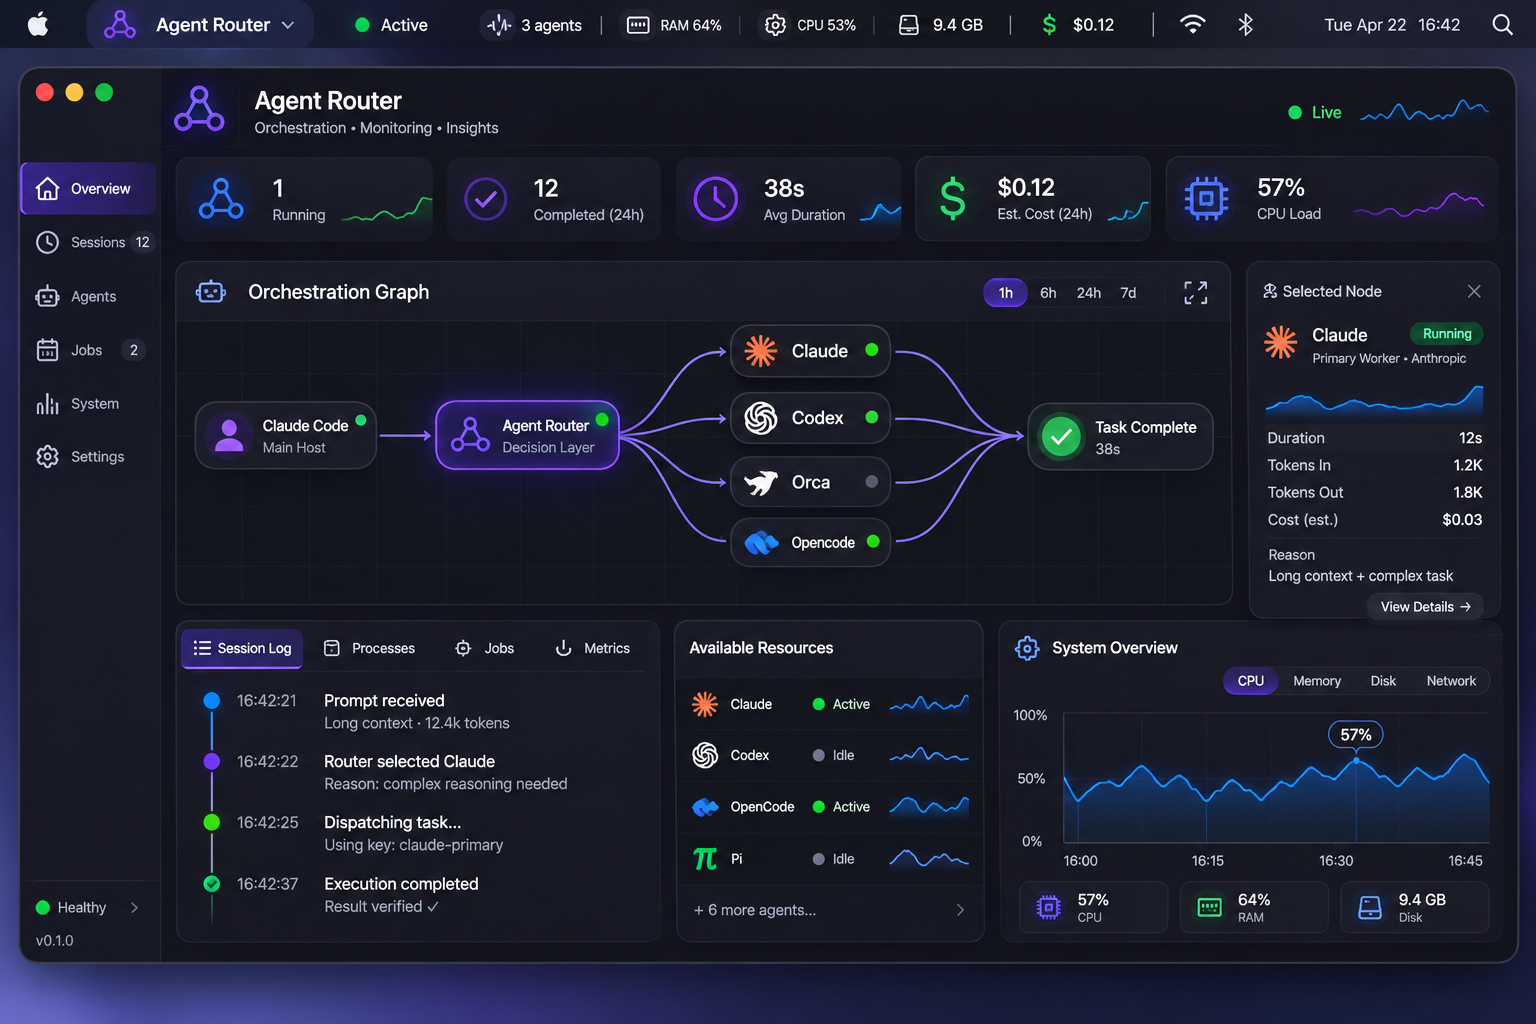 Agent Router
Active
3 agents
RAM 64%
CPU 53%
9.4 GB
$ $0.12
Tue Apr 22 16:42
Agent Router
Orchestration • Monitoring • Insights
Live
Overview
Sessions 12
Agents
Jobs 2
System
Settings
Healthy
v0.1.0
1
Running
12
Completed (24h)
38s
Avg Duration
$
$0.12
Est. Cost (24h)
57%
CPU Load
Orchestration Graph
1h 6h 24h 7d
Claude Code
Main Host
Agent Router
Decision Layer
Claude
Codex
Orca
Opencode
Task Complete
38s
Selected Node
Claude
Running
Primary Worker • Anthropic
Duration 12s
Tokens In 1.2K
Tokens Out 1.8K
Cost (est.) $0.03
Reason
Long context + complex task
View Details →
Session Log Processes Jobs Metrics
16:42:21 Prompt received
Long context · 12.4k tokens
16:42:22 Router selected Claude
Reason: complex reasoning needed
16:42:25 Dispatching task...
Using key: claude-primary
16:42:37 Execution completed
Result verified ✓
Available Resources
Claude Active
Codex Idle
OpenCode Active
π Pi Idle
+ 6 more agents...
System Overview
CPU Memory Disk Network
100%
50%
0%
57%
16:00 16:15 16:30 16:45
57%
CPU
64%
RAM
9.4 GB
Disk